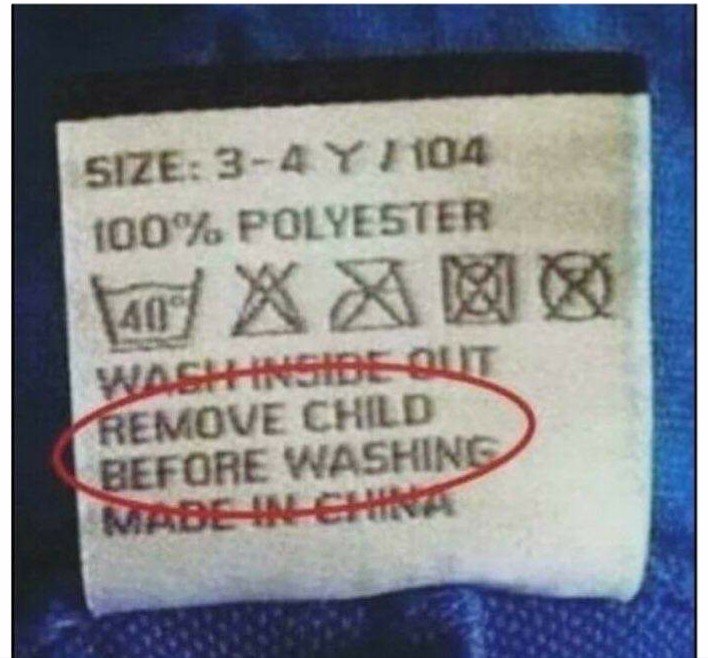 SIZE: 3-4 Y / 104
100% POLYESTER
40°
WASH INSIDE OUT
REMOVE CHILD
BEFORE WASHING
MADE IN CHINA